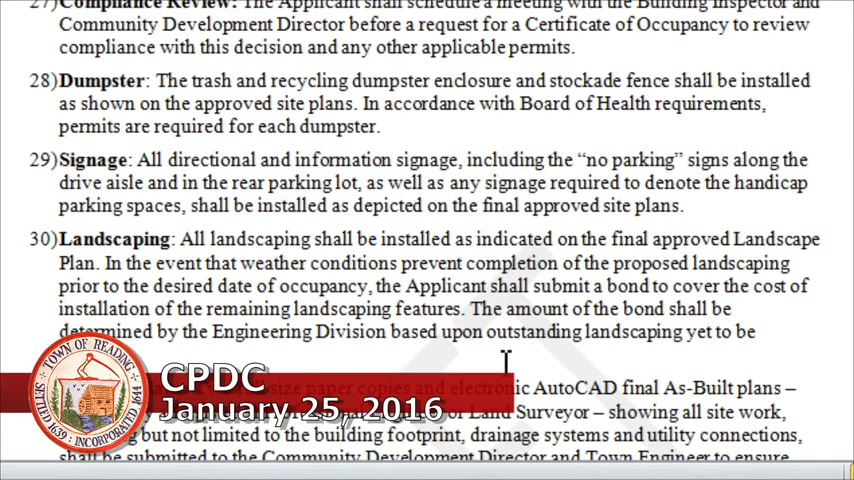 27) Compliance Review: The Applicant shall schedule a meeting with the Building Inspector and
Community Development Director before a request for a Certificate of Occupancy to review
compliance with this decision and any other applicable permits.
28) Dumpster: The trash and recycling dumpster enclosure and stockade fence shall be installed
as shown on the approved site plans. In accordance with Board of Health requirements,
permits are required for each dumpster.
29) Signage: All directional and information signage, including the “no parking” signs along the
drive aisle and in the rear parking lot, as well as any signage required to denote the handicap
parking spaces, shall be installed as depicted on the final approved site plans.
30) Landscaping: All landscaping shall be installed as indicated on the final approved Landscape
Plan. In the event that weather conditions prevent completion of the proposed landscaping
prior to the desired date of occupancy, the Applicant shall submit a bond to cover the cost of
installation of the remaining landscaping features. The amount of the bond shall be
determined by the Engineering Division based upon outstanding landscaping yet to be
size paper copies and electronic AutoCAD final As-Built plans –
or Land Surveyor – showing all site work,
but not limited to the building footprint, drainage systems and utility connections,
shall be submitted to the Community Development Director and Town Engineer to ensure
TOWN OF READING
SETTLED 1639
INCORPORATED 1644
CPDC
January 25, 2016